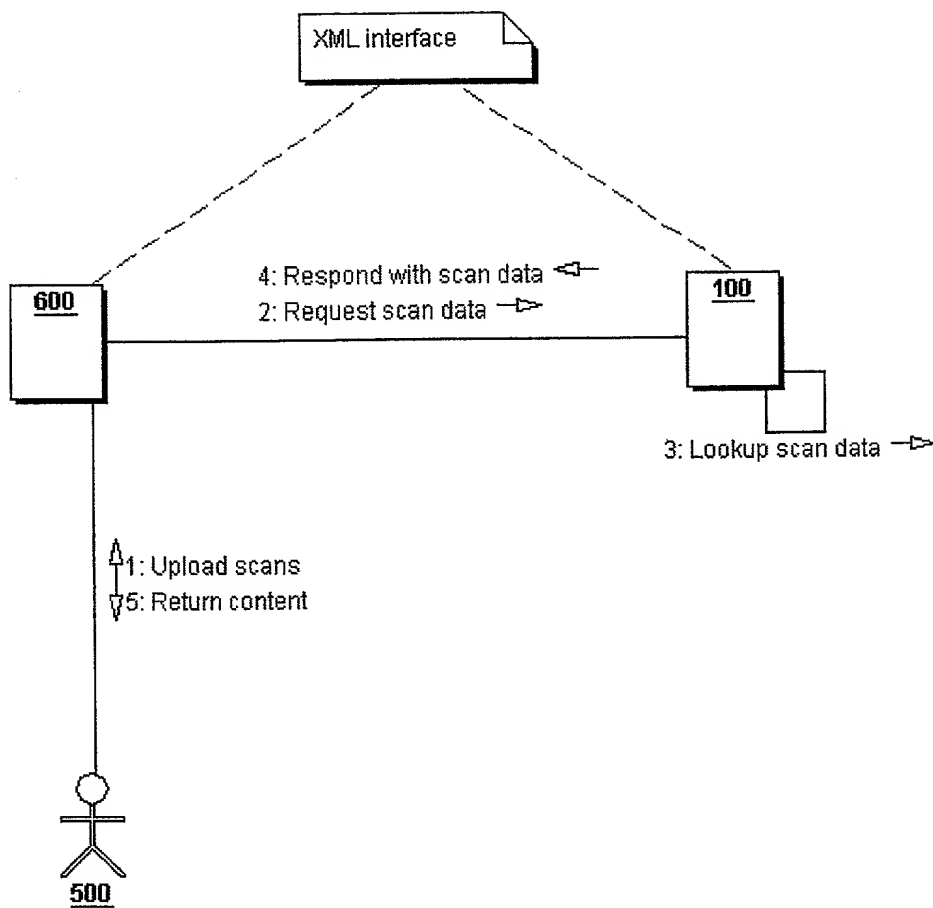 XML interface
4: Respond with scan data
2: Request scan data
600
100
3: Lookup scan data
1: Upload scans
5: Return content
500